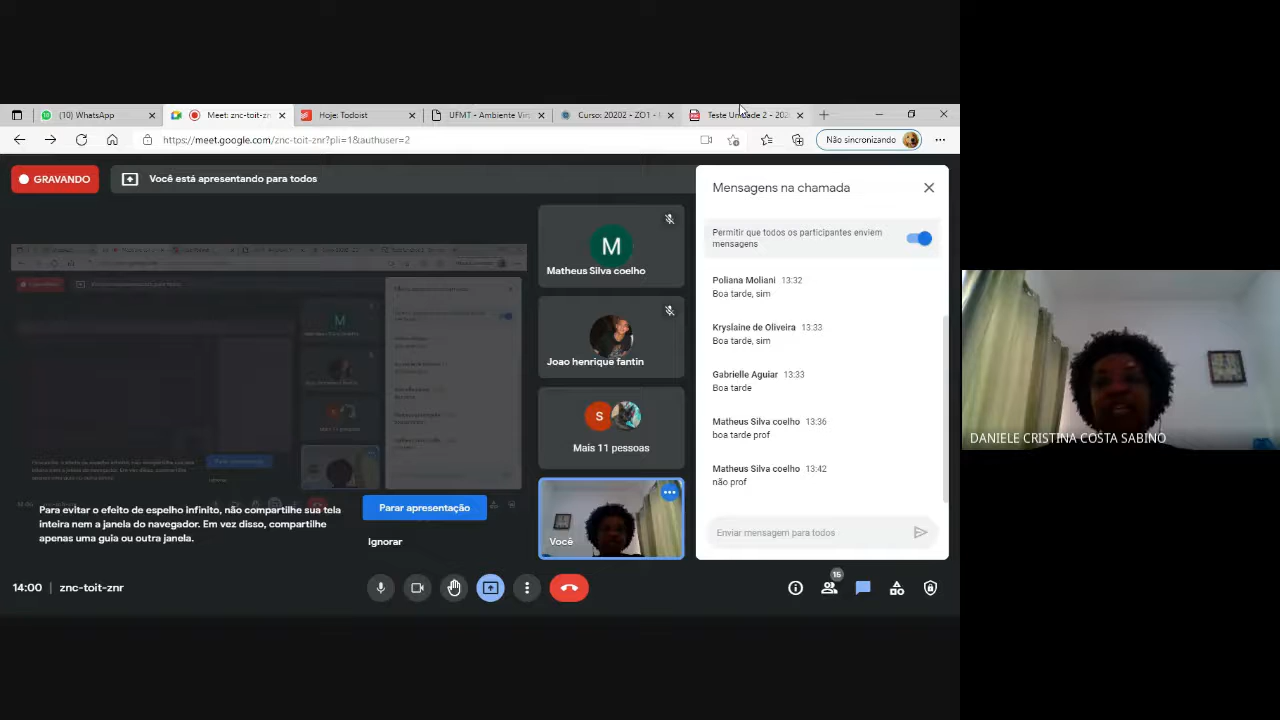 (10) WhatsApp
Meet: znc-toit-zn
Hoje: Todoist
UFMT - Ambiente Vir
Curso: 20202 - ZO1 -
Teste Unidade 2 - 202
https://meet.google.com/znc-toit-znr?pli=1&authuser=2
Não sincronizando
GRAVANDO
Você está apresentando para todos
Para evitar o efeito de espelho infinito, não compartilhe sua tela
inteira nem a janela do navegador. Em vez disso, compartilhe
apenas uma guia ou outra janela.
Parar apresentação
Ignorar
M
Matheus Silva coelho
Joao henrique fantin
S
Mais 11 pessoas
Você
Mensagens na chamada
Permitir que todos os participantes enviem
mensagens
Poliana Moliani 13:32
Boa tarde, sim
Kryslaine de Oliveira 13:33
Boa tarde, sim
Gabrielle Aguiar 13:33
Boa tarde
Matheus Silva coelho 13:36
boa tarde prof
Matheus Silva coelho 13:42
não prof
Enviar mensagem para todos
14:00 | znc-toit-znr
15
DANIELE CRISTINA COSTA SABINO